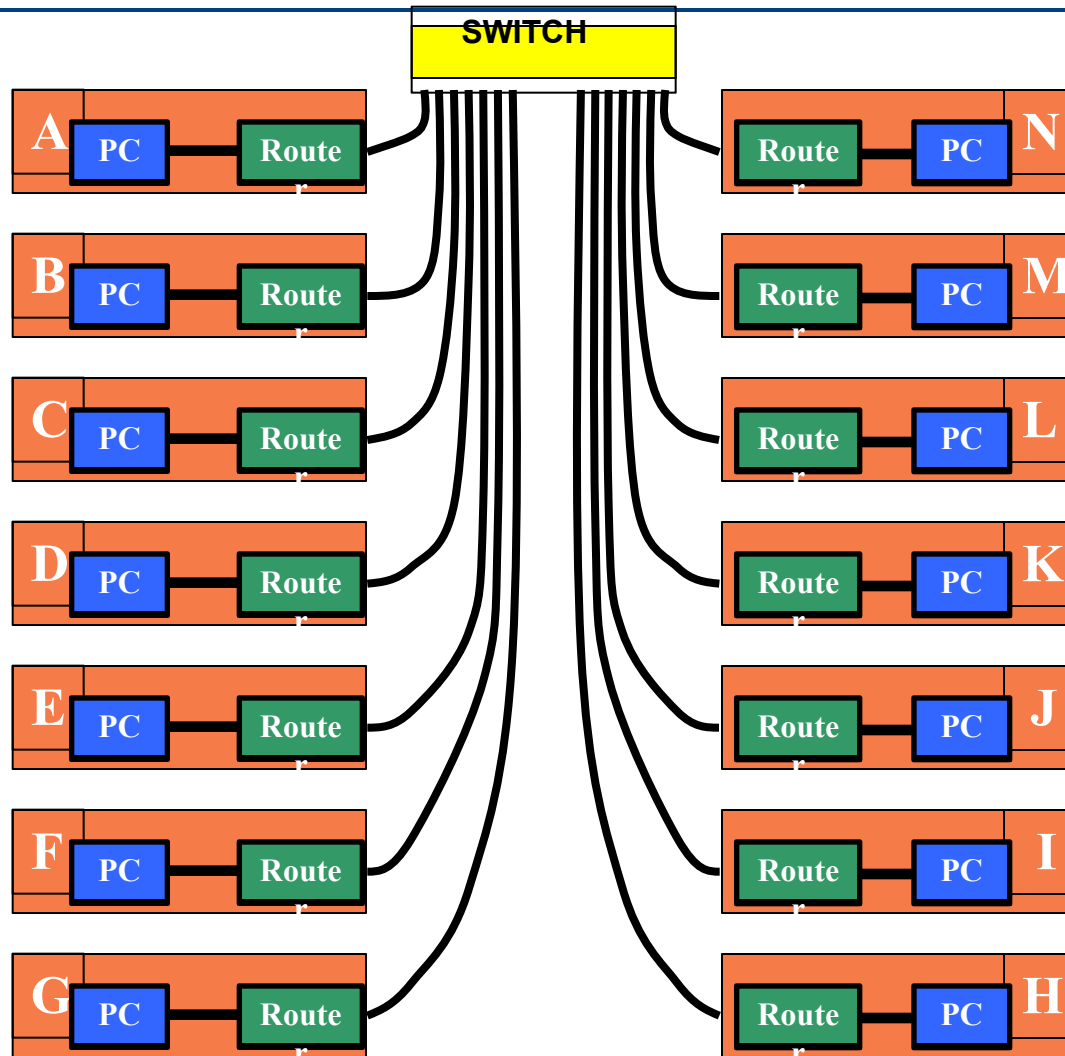 SWITCH
A PC Route
r
Route
r PC N
B PC Route
r
Route
r PC M
C PC Route
r
Route
r PC L
D PC Route
r
Route
r PC K
E PC Route
r
Route
r PC J
F PC Route
r
Route
r PC I
G PC Route
r
Route
r PC H